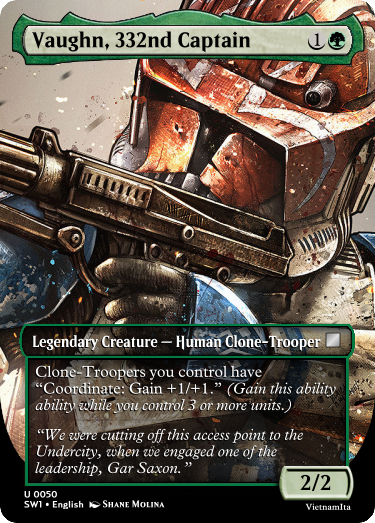 Vaughn, 332nd Captain 1
Legendary Creature — Human Clone-Trooper
Clone-Troopers you control have
“Coordinate: Gain +1/+1.” (Gain this ability
ability while you control 3 or more units.)
“We were cutting off this access point to the
Undercity, when we engaged one of the
leadership, Gar Saxon.”
2/2
U 0050
SW1 • English Shane Molina
VietnamIta